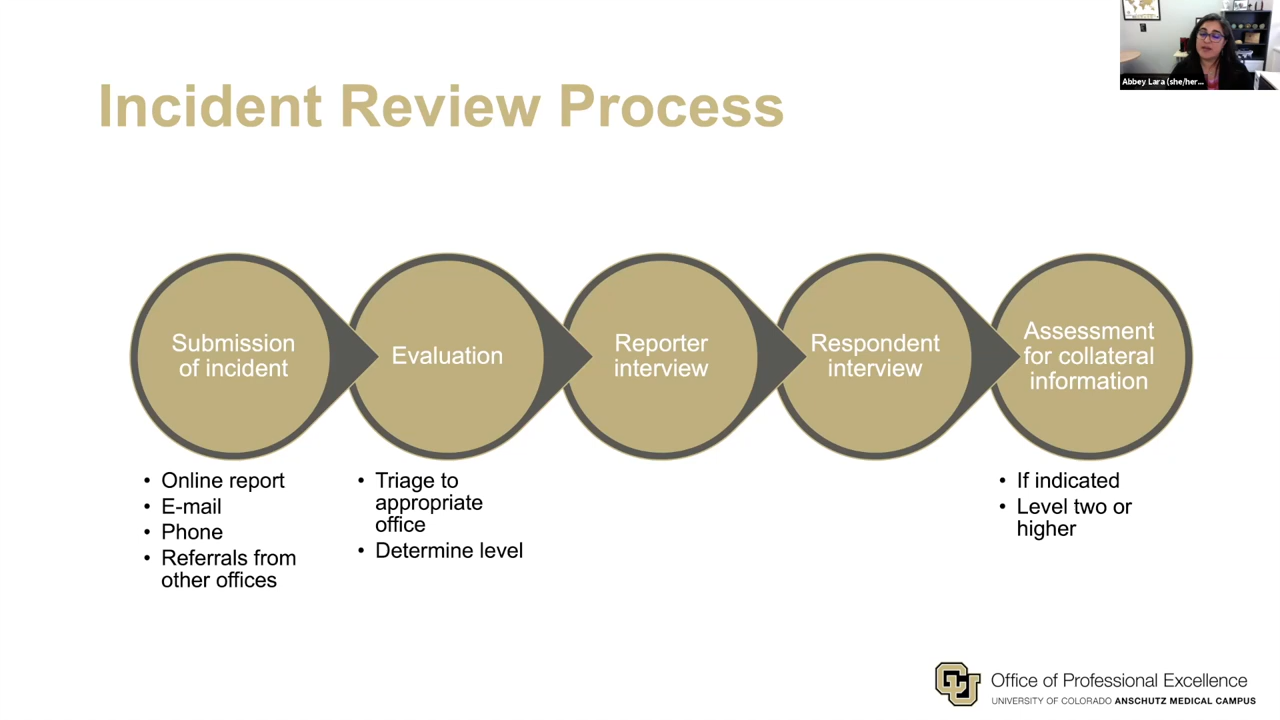 Abbey Lara (she/her...
Incident Review Process
Submission
of incident
Evaluation
Reporter
interview
Respondent
interview
Assessment
for collateral
information
• Online report
• E-mail
• Phone
• Referrals from
other offices
• Triage to
appropriate
office
• Determine level
• If indicated
• Level two or
higher
CU
Office of Professional Excellence
UNIVERSITY OF COLORADO ANSCHUTZ MEDICAL CAMPUS